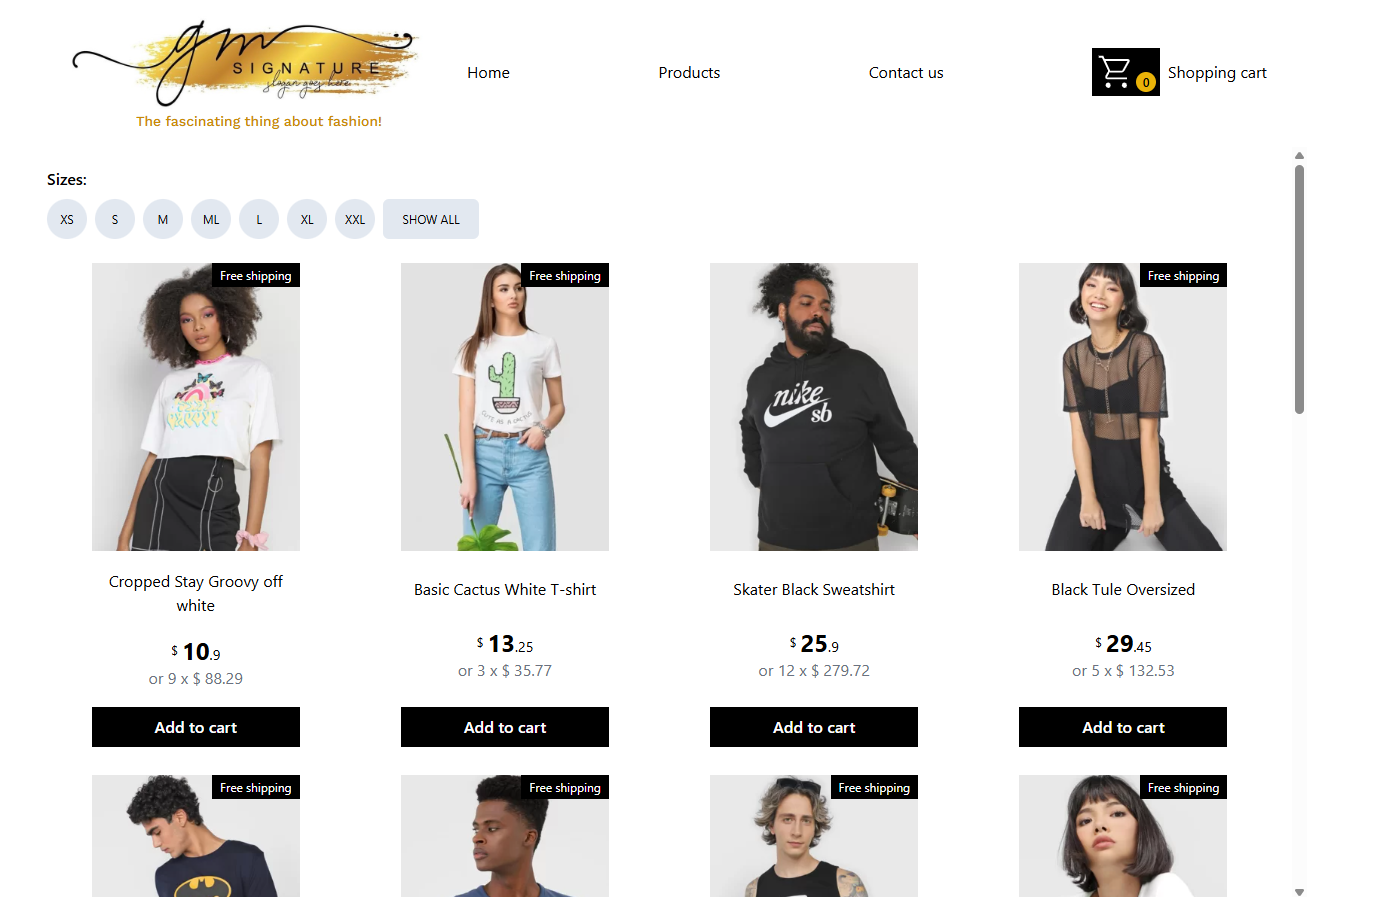 gm
SIGNATURE
slogan goes here
The fascinating thing about fashion!
Home
Products
Contact us
0
Shopping cart
Sizes:
XS
S
M
ML
L
XL
XXL
SHOW ALL
Free shipping
Free shipping
Free shipping
CUTE AS A CACTUS
nike
sb
Cropped Stay Groovy off
white
$ 10.9
or 9 x $ 88.29
Add to cart
Basic Cactus White T-shirt
$ 13.25
or 3 x $ 35.77
Add to cart
Skater Black Sweatshirt
$ 25.9
or 12 x $ 279.72
Add to cart
Black Tule Oversized
$ 29.45
or 5 x $ 132.53
Add to cart
Free shipping
Free shipping
Free shipping
Free shipping